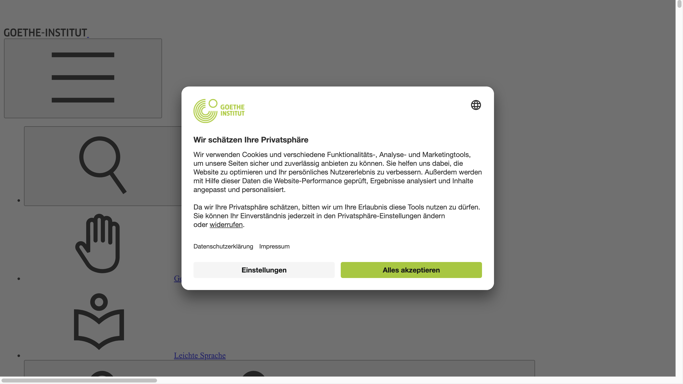 GOETHE-INSTITUT
GOETHE
INSTITUT
Wir schätzen Ihre Privatsphäre
Wir verwenden Cookies und verschiedene Funktionalitäts-, Analyse- und Marketingtools,
um unsere Seiten sicher und zuverlässig anbieten zu können. Sie helfen uns dabei, die
Website zu optimieren und Ihr persönliches Nutzererlebnis zu verbessern. Außerdem werden
mit Hilfe dieser Daten die Website-Performance geprüft, Ergebnisse analysiert und Inhalte
angepasst und personalisiert.
Da wir Ihre Privatsphäre schätzen, bitten wir um Ihre Erlaubnis diese Tools nutzen zu dürfen.
Sie können Ihr Einverständnis jederzeit in den Privatsphäre-Einstellungen ändern
oder widerrufen.
Datenschutzerklärung Impressum
Einstellungen Alles akzeptieren
Leichte Sprache